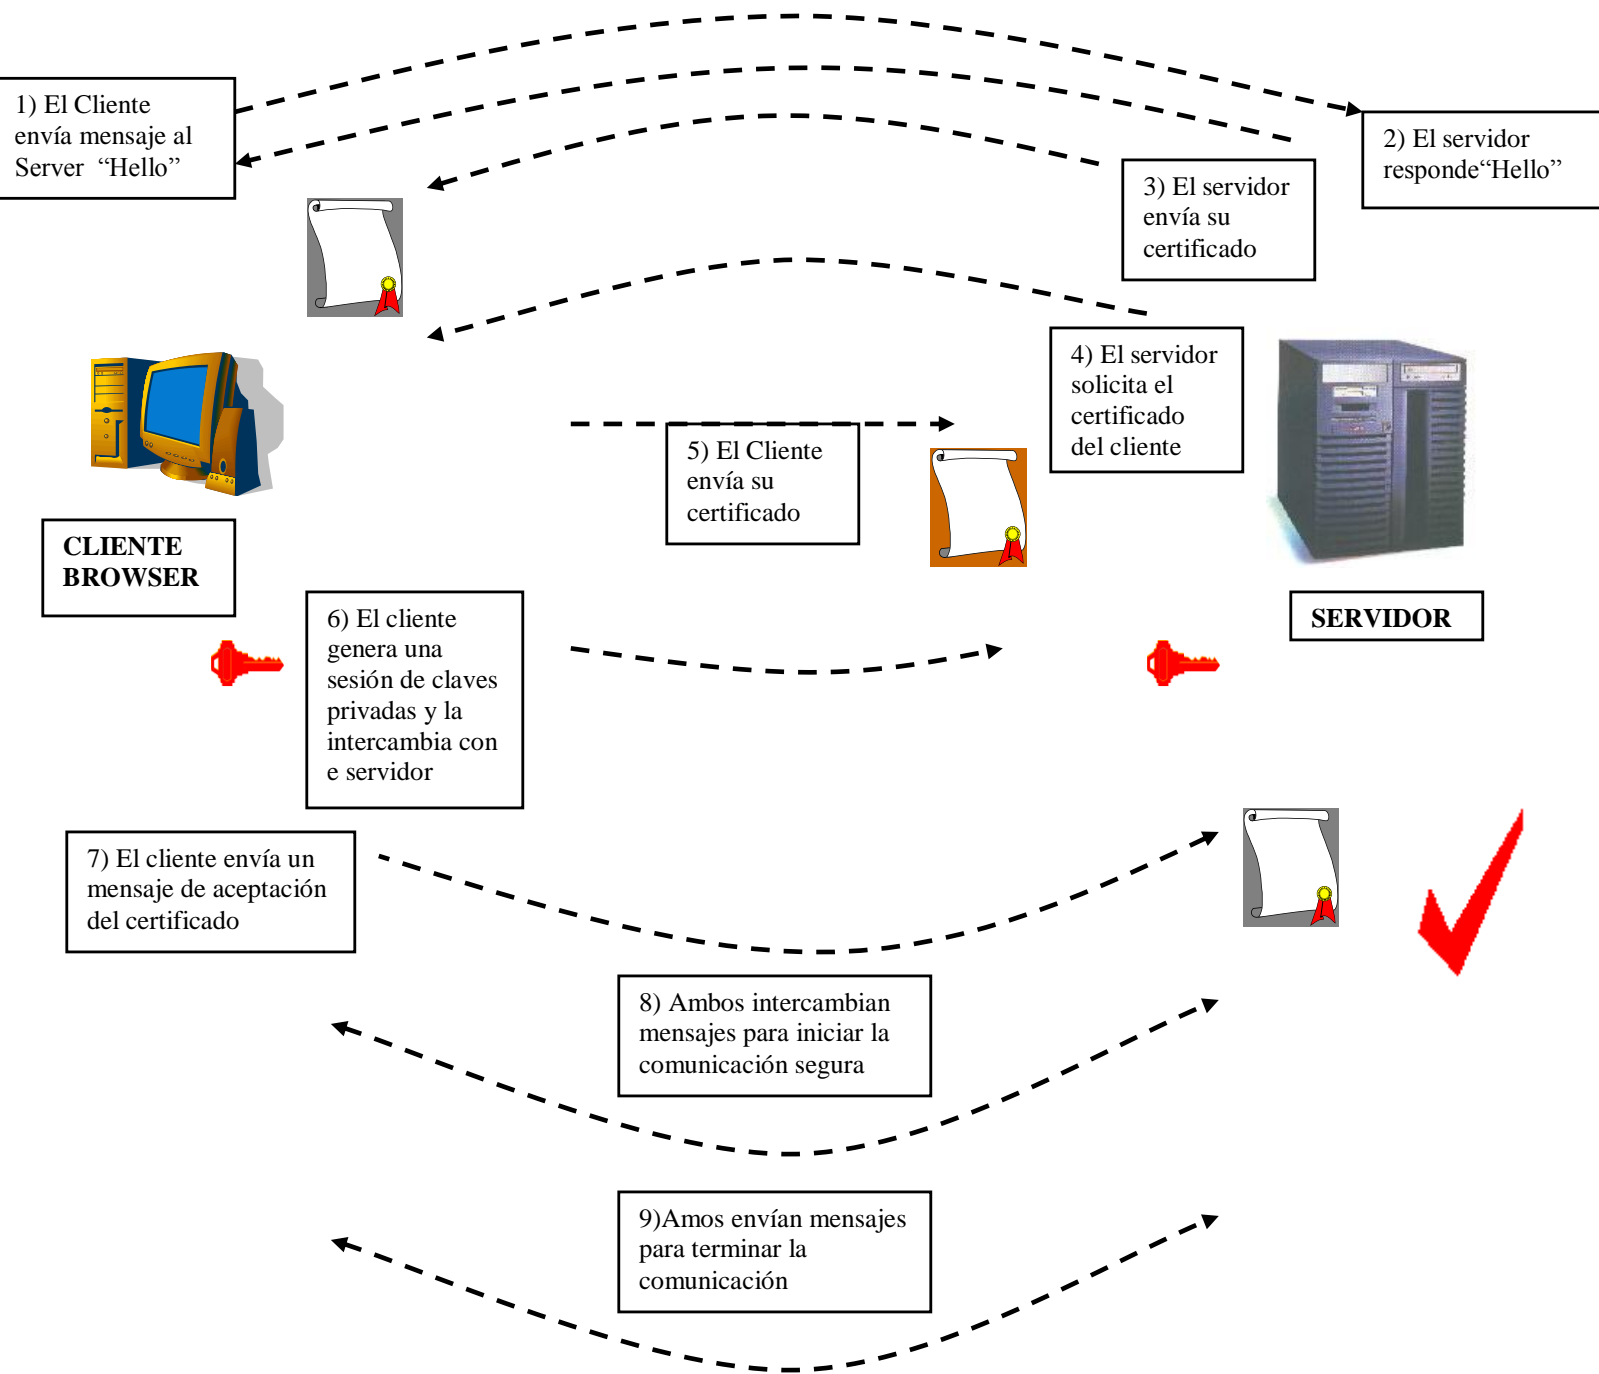 1) El Cliente
envía mensaje al
Server “Hello”
2) El servidor
responde“Hello”
3) El servidor
envía su
certificado
4) El servidor
solicita el
certificado
del cliente
5) El Cliente
envía su
certificado
CLIENTE
BROWSER
SERVIDOR
6) El cliente
genera una
sesión de claves
privadas y la
intercambia con
e servidor
7) El cliente envía un
mensaje de aceptación
del certificado
8) Ambos intercambian
mensajes para iniciar la
comunicación segura
9)Amos envían mensajes
para terminar la
comunicación